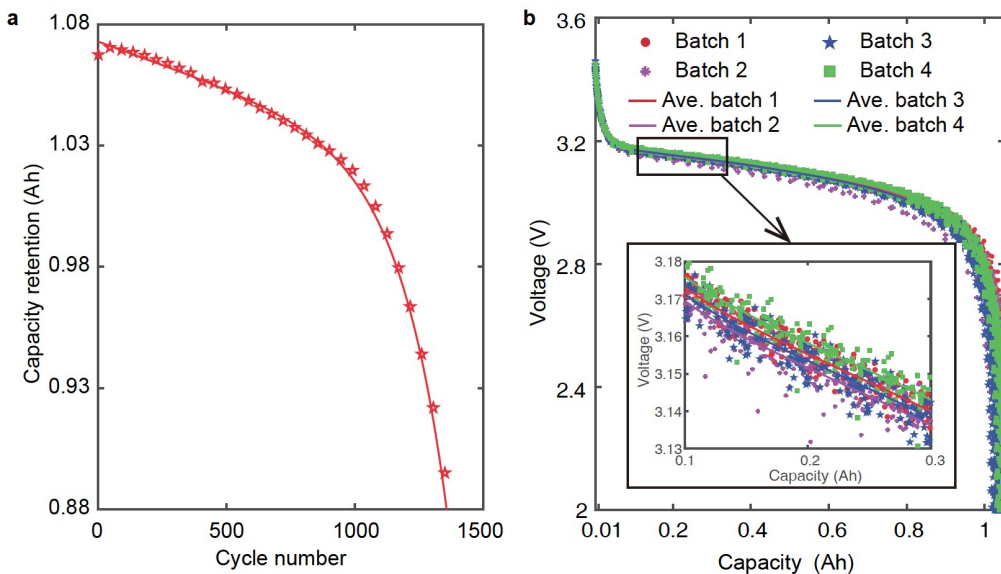 a
1.08
1.03
0.98
0.93
0.88
Capacity retention (Ah)
0
500
1000
1500
Cycle number
b
3.6
3.2
2.8
2.4
2
Voltage (V)
Batch 1
Batch 3
Batch 2
Batch 4
Ave. batch 1
Ave. batch 3
Ave. batch 2
Ave. batch 4
3.18
3.17
3.16
3.15
3.14
3.13
Voltage (V)
0.1
0.2
0.3
Capacity (Ah)
0.01
0.2
0.4
0.6
0.8
1
Capacity (Ah)